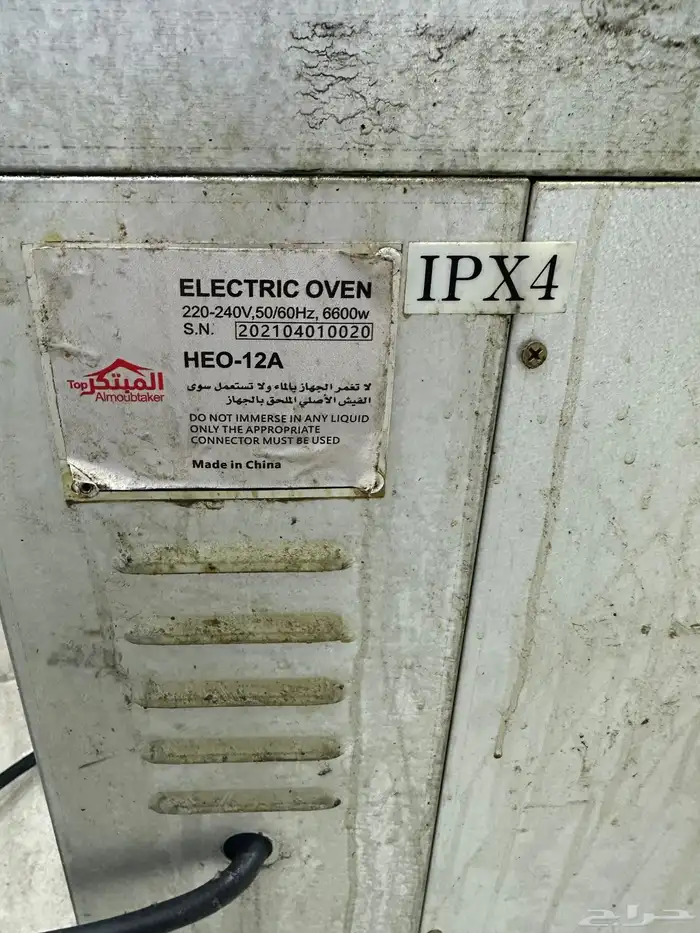 ELECTRIC OVEN
220-240V,50/60Hz, 6600w
S.N. 202104010020
HEO-12A
لا تغمر الجهاز بالماء ولا تستعمل سوى
الفيش الأصلي الملحق بالجهاز
DO NOT IMMERSE IN ANY LIQUID
ONLY THE APPROPRIATE
CONNECTOR MUST BE USED
Made in China
Top المبتكر
Almoubtaker
IPX4
حراج